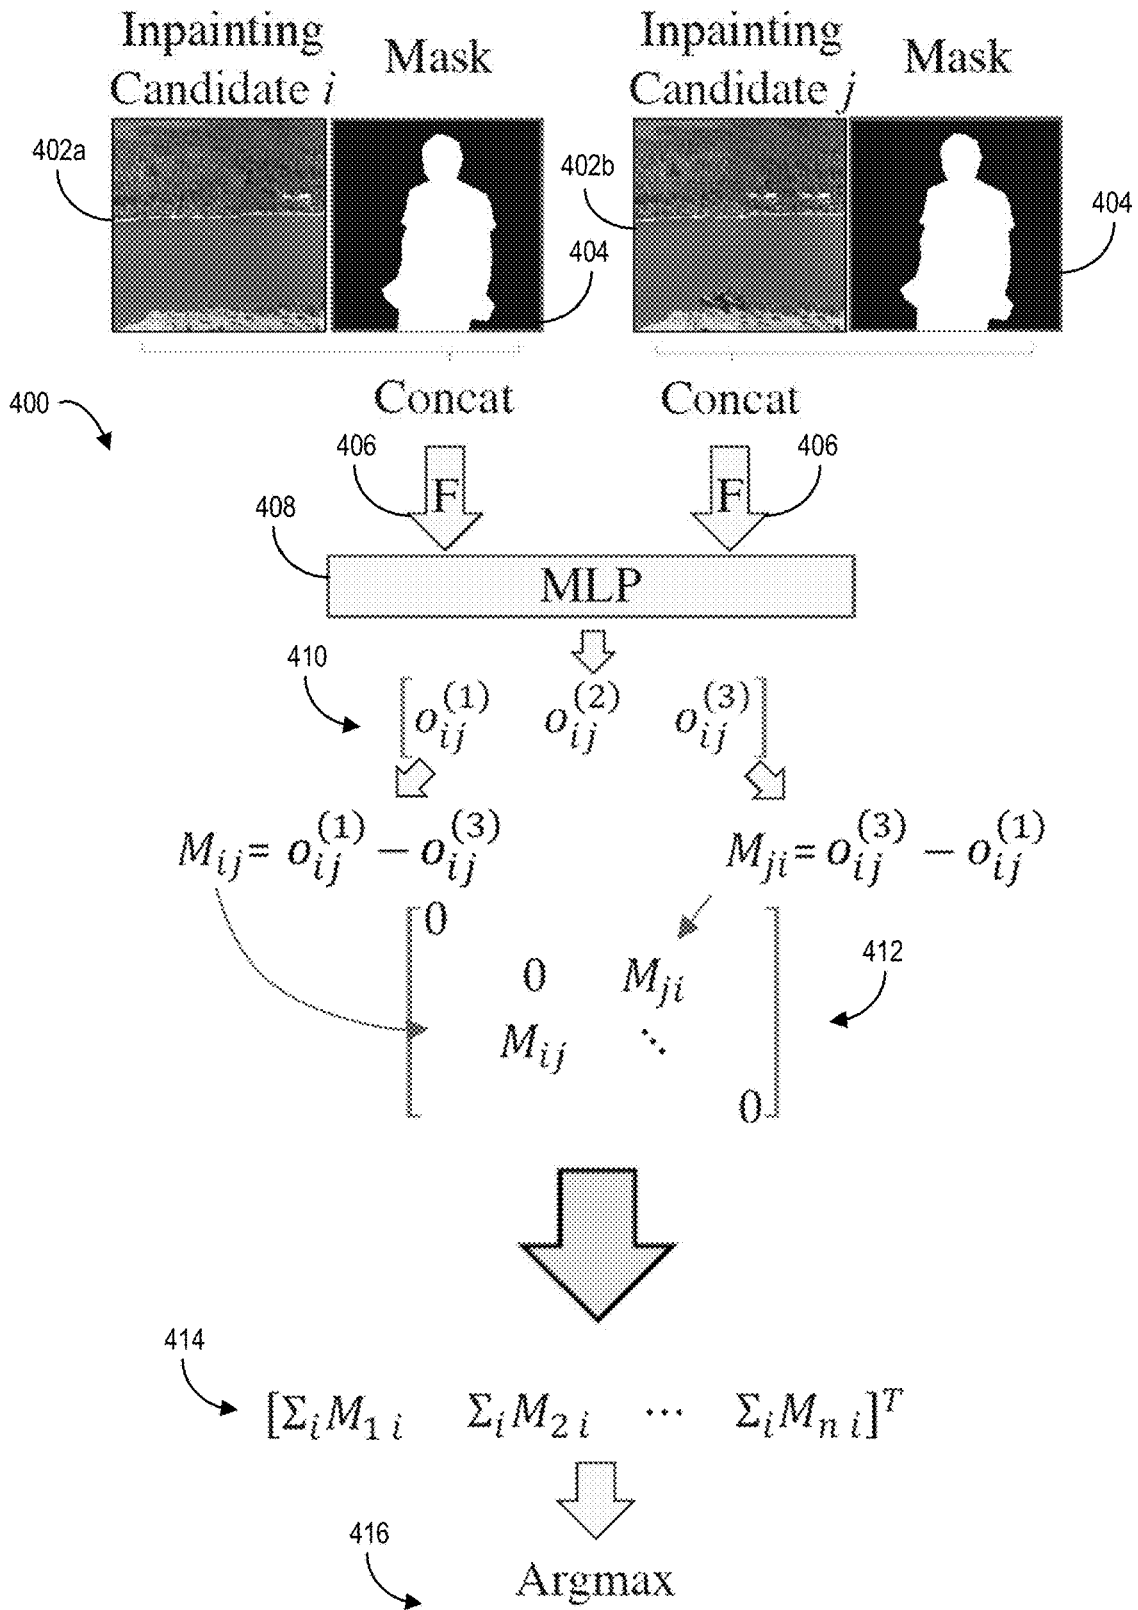 Inpainting
Candidate i
Mask
Inpainting
Candidate j
Mask
402a
404
402b
404
Concat
Concat
400
406
F
F
406
408
MLP
410
[o_{ij}^{(1)} o_{ij}^{(2)} o_{ij}^{(3)}]
M_{ij} = o_{ij}^{(1)} − o_{ij}^{(3)}
M_{ji} = o_{ij}^{(3)} − o_{ij}^{(1)}
0
0 M_{ji}
M_{ij} ⋱
0
412
414
[Σ_i M_{1 i} Σ_i M_{2 i} ⋯ Σ_i M_{n i}]^T
416
Argmax